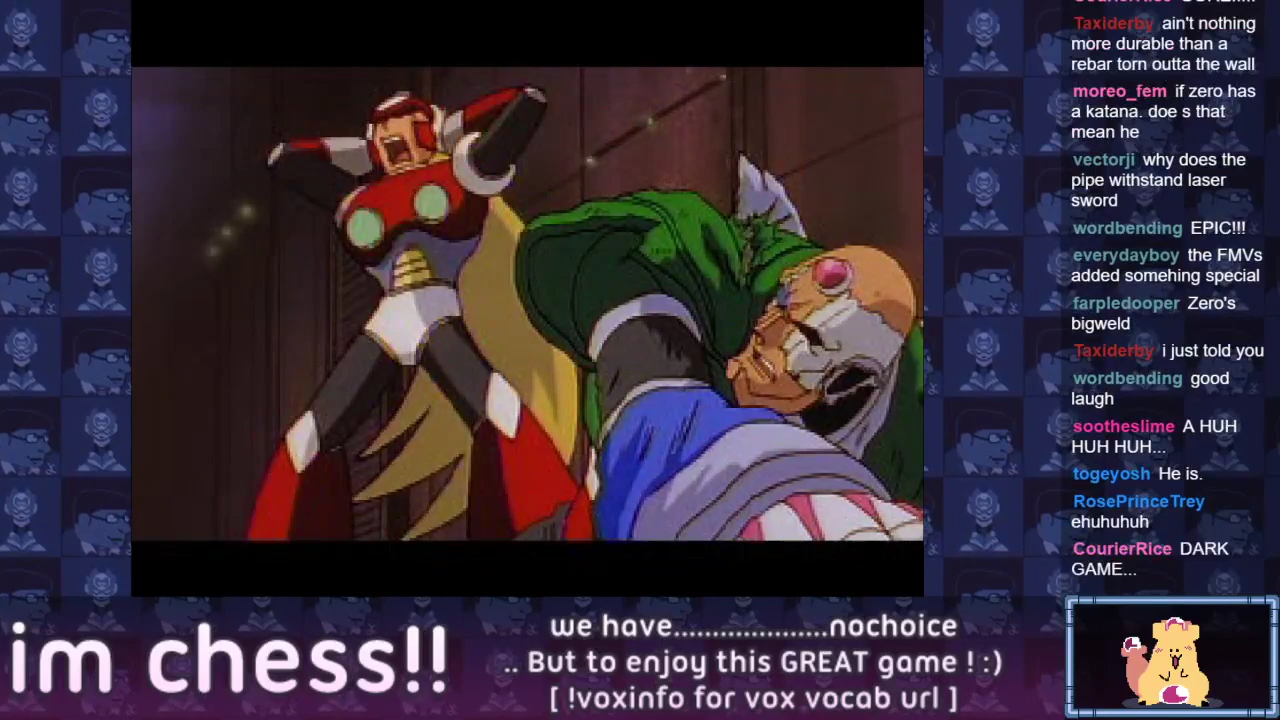 Taxiderby ain't nothing
more durable than a
rebar torn outta the wall
moreo_fem if zero has
a katana. doe s that
mean he
vectorji why does the
pipe withstand laser
sword
wordbending EPIC!!!
everydayboy the FMVs
added somehing special
farpledooper Zero's
bigweld
Taxiderby i just told you
wordbending good
laugh
sootheslime A HUH
HUH HUH...
togeyosh He is.
RosePrinceTrey
ehuhuhuh
CourierRice DARK
GAME...
im chess!!
we have....................nochoice
.. But to enjoy this GREAT game ! :)
[ !voxinfo for vox vocab url ]